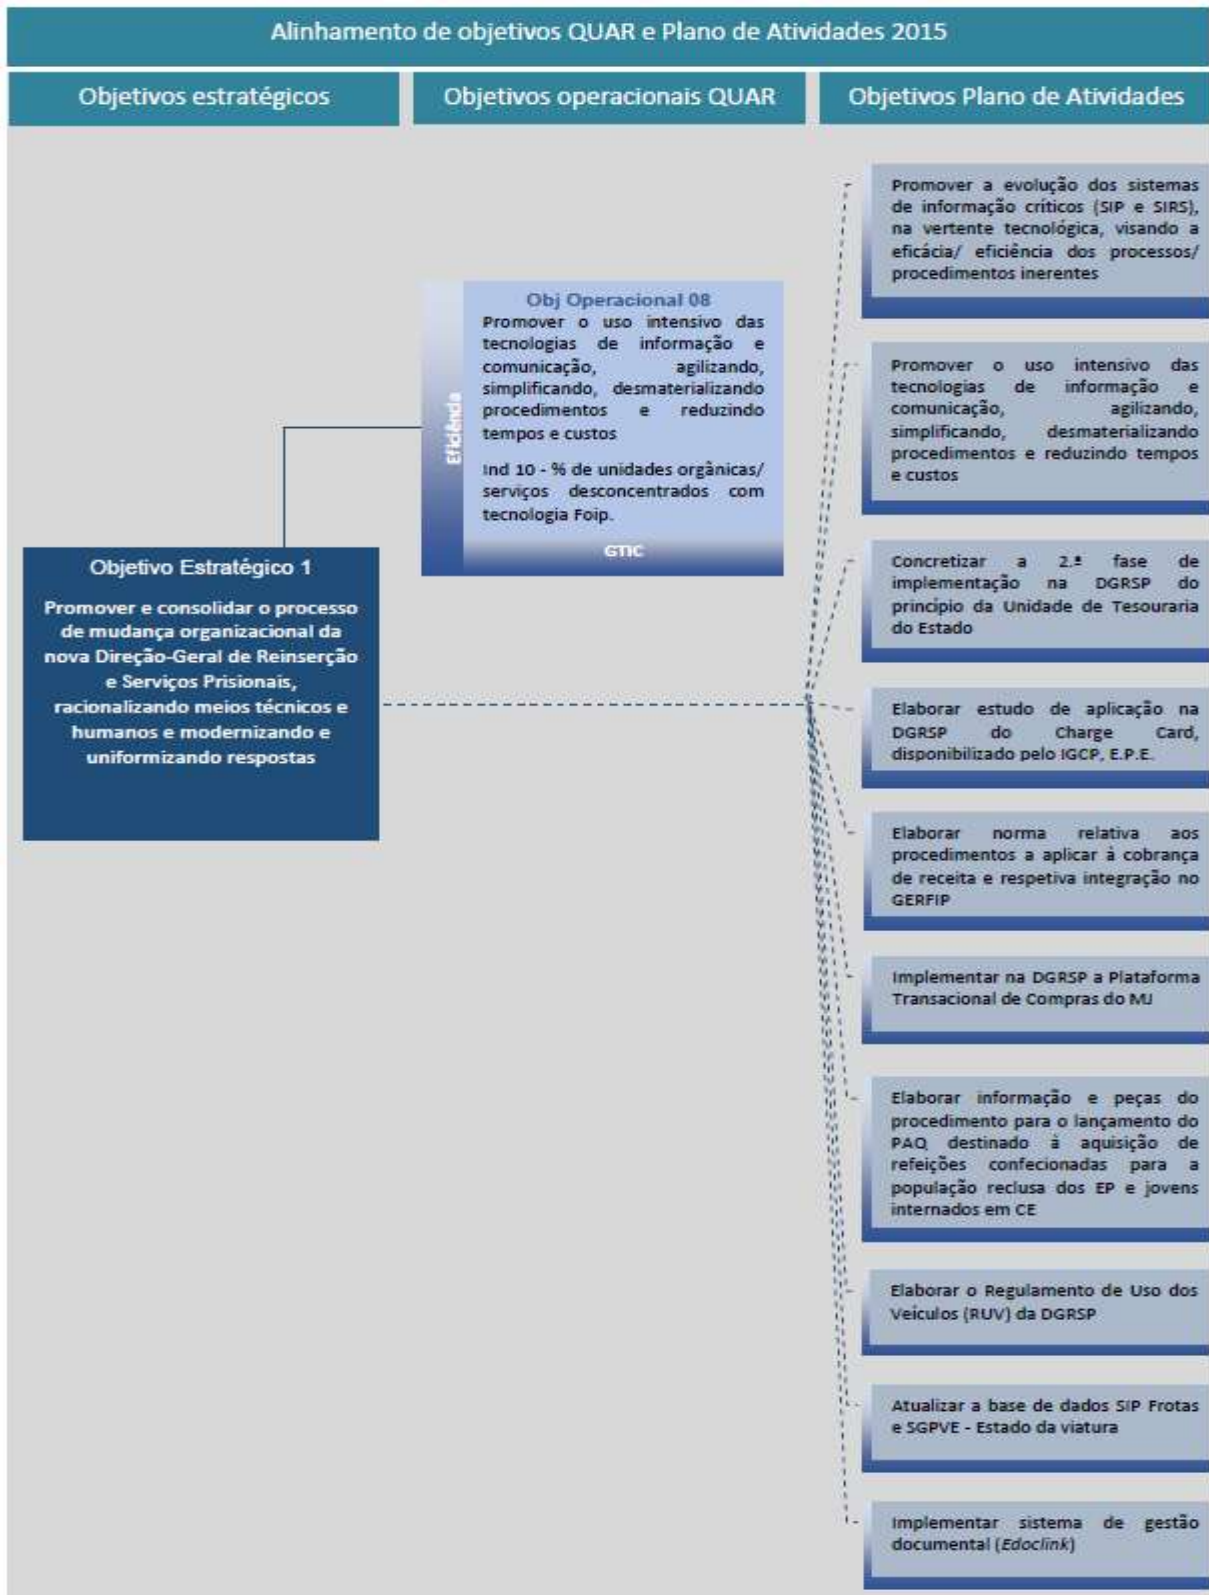 Alinhamento de objetivos QUAR e Plano de Atividades 2015
Objetivos estratégicos
Objetivos operacionais QUAR
Objetivos Plano de Atividades
Objetivo Estratégico 1
Promover e consolidar o processo
de mudança organizacional da
nova Direção-Geral de Reinserção
e Serviços Prisionais,
racionalizando meios técnicos e
humanos e modernizando e
uniformizando respostas
Eficiência
Obj Operacional 08
Promover o uso intensivo das
tecnologias de informação e
comunicação, agilizando,
simplificando, desmaterializando
procedimentos e reduzindo
tempos e custos
Ind 10 - % de unidades orgânicas/
serviços desconcentrados com
tecnologia Foip.
GTIC
Promover a evolução dos sistemas
de informação críticos (SIP e SIRS),
na vertente tecnológica, visando a
eficácia/ eficiência dos processos/
procedimentos inerentes
Promover o uso intensivo das
tecnologias de informação e
comunicação, agilizando,
simplificando, desmaterializando
procedimentos e reduzindo tempos
e custos
Concretizar a 2.ª fase de
implementação na DGRSP do
princípio da Unidade de Tesouraria
do Estado
Elaborar estudo de aplicação na
DGRSP do Charge Card,
disponibilizado pelo IGCP, E.P.E.
Elaborar norma relativa aos
procedimentos a aplicar à cobrança
de receita e respetiva integração no
GERFIP
Implementar na DGRSP a Plataforma
Transacional de Compras do MJ
Elaborar informação e peças do
procedimento para o lançamento do
PAQ destinado à aquisição de
refeições confecionadas para a
população reclusa dos EP e jovens
internados em CE
Elaborar o Regulamento de Uso dos
Veículos (RUV) da DGRSP
Atualizar a base de dados SIP Frotas
e SGPVE - Estado da viatura
Implementar sistema de gestão
documental (Edoclink)